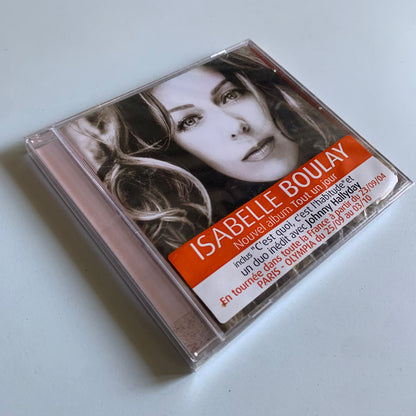 ISABELLE BOULAY
Nouvel album Tout un jour
inclus "C'est quoi, c'est l'habitude" et
un duo inédit avec Johnny Hallyday
En tournée dans toute la France à partir du 23/09/04
PARIS - OLYMPIA du 25/09 au 03/10